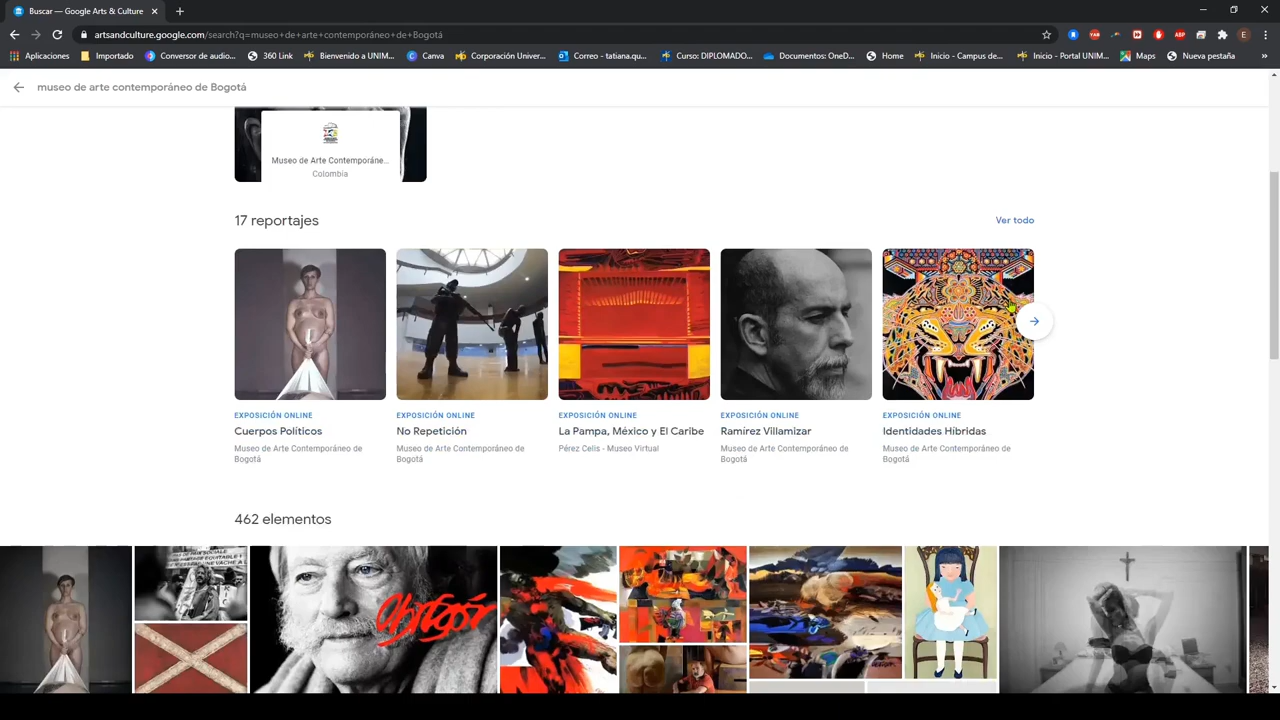 Buscar — Google Arts & Culture
artsandculture.google.com/search?q=museo+de+arte+contemporáneo+de+Bogotá
E
Aplicaciones
Importado
Conversor de audio...
360 Link
Bienvenido a UNIM...
Canva
Corporación Univer...
Correo - tatiana.qu...
Curso: DIPLOMADO...
Documentos: OneD...
Home
Inicio - Campus de...
Inicio - Portal UNIM...
Maps
Nueva pestaña
museo de arte contemporáneo de Bogotá
Museo de Arte Contemporáne...
Colombia
17 reportajes
Ver todo
EXPOSICIÓN ONLINE
Cuerpos Políticos
Museo de Arte Contemporáneo de
Bogotá
EXPOSICIÓN ONLINE
No Repetición
Museo de Arte Contemporáneo de
Bogotá
EXPOSICIÓN ONLINE
La Pampa, México y El Caribe
Pérez Celis - Museo Virtual
EXPOSICIÓN ONLINE
Ramírez Villamizar
Museo de Arte Contemporáneo de
Bogotá
EXPOSICIÓN ONLINE
Identidades Híbridas
Museo de Arte Contemporáneo de
Bogotá
462 elementos